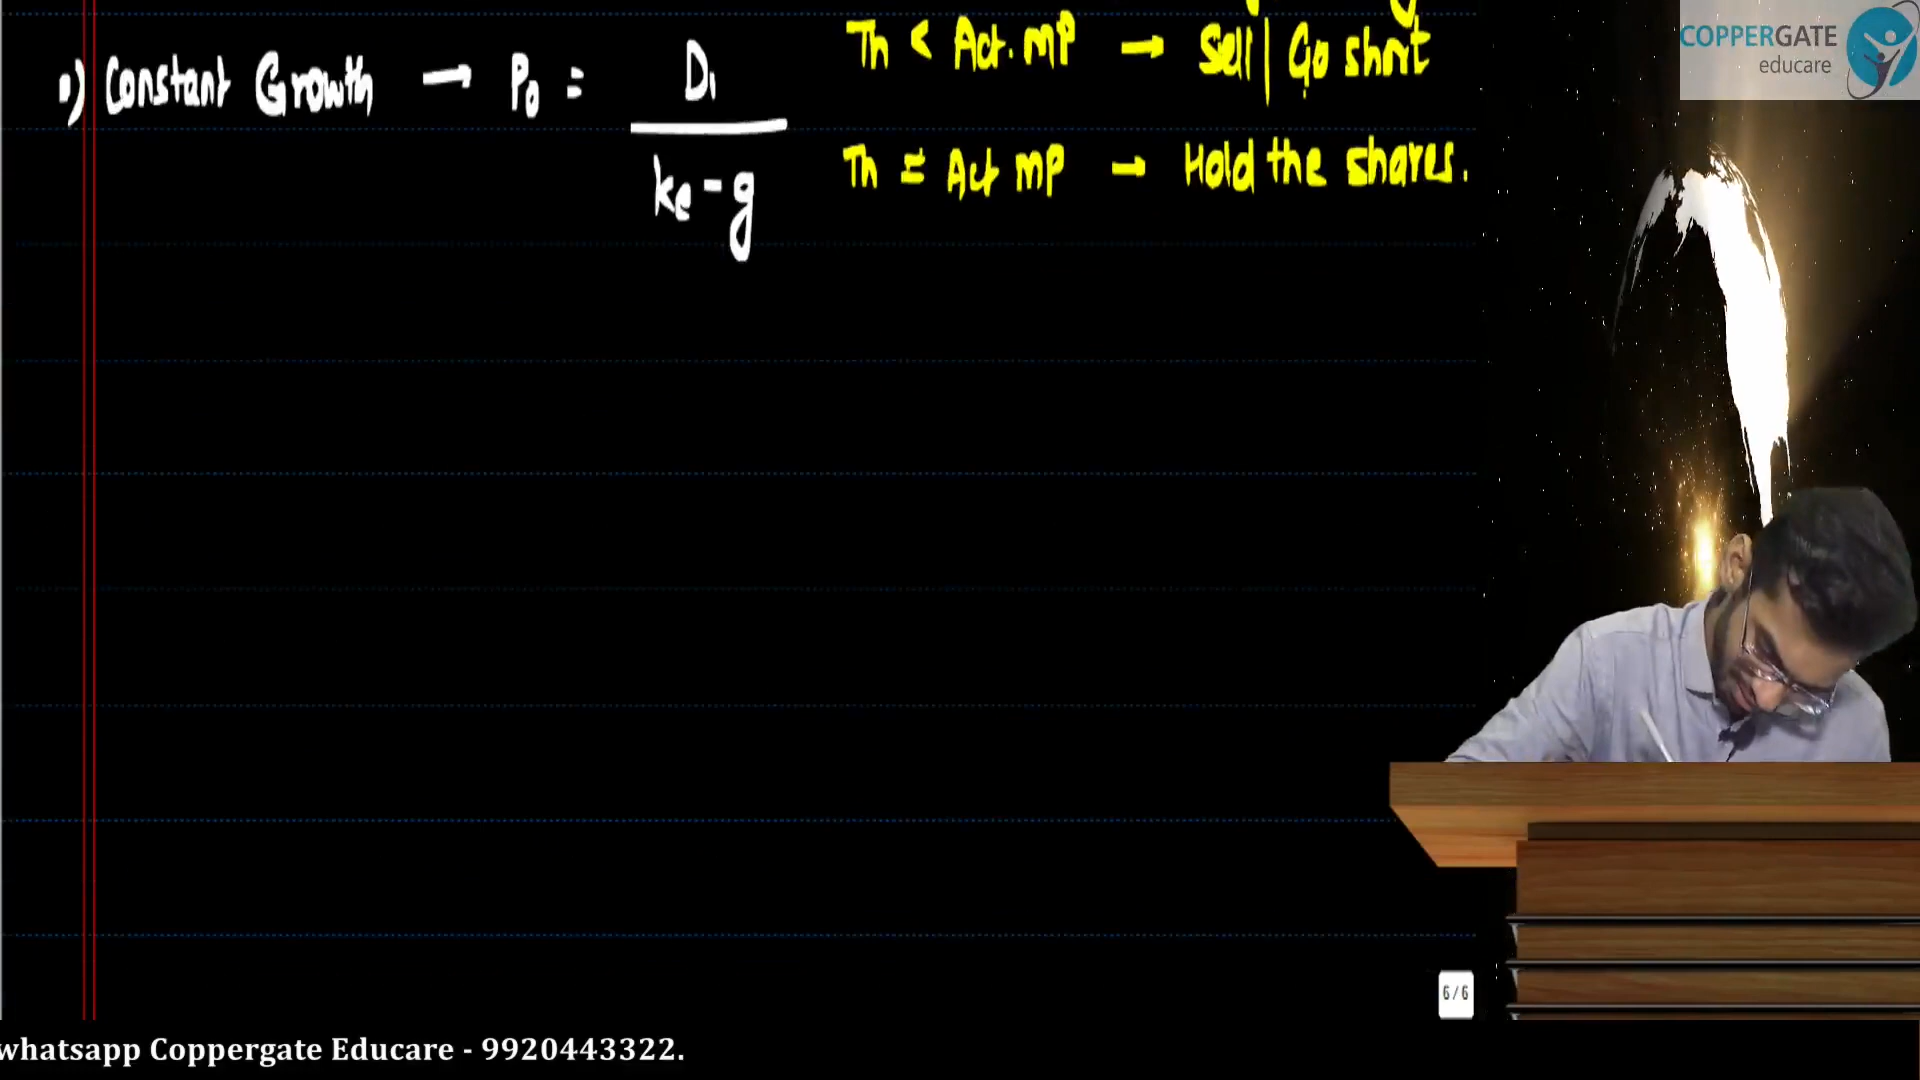 Th < Act. MP → Sell | Go short
Constant Growth → P₀ = D₁
ke - g
Th = Act MP → Hold the shares.
COPPERGATE
educare
6/6
whatsapp Coppergate Educare - 9920443322.